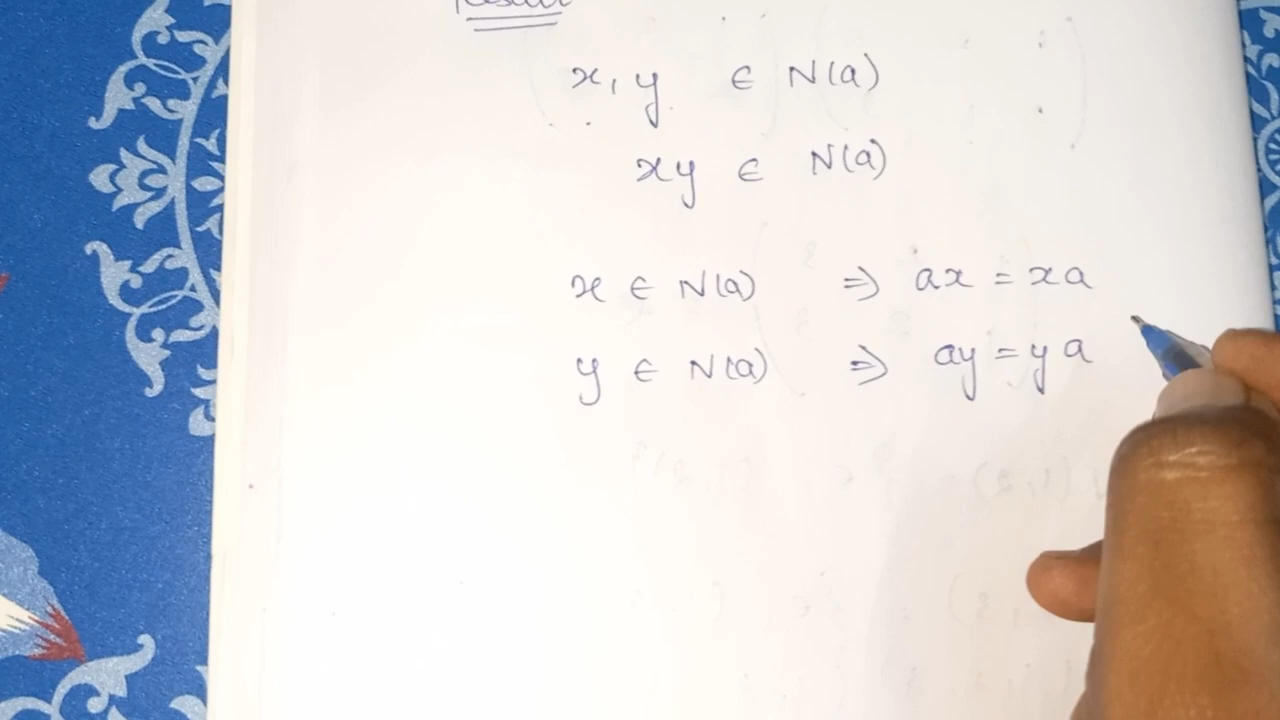 x, y ∈ N(a)
xy ∈ N(a)
x ∈ N(a) ⇒ ax = xa
y ∈ N(a) ⇒ ay = ya